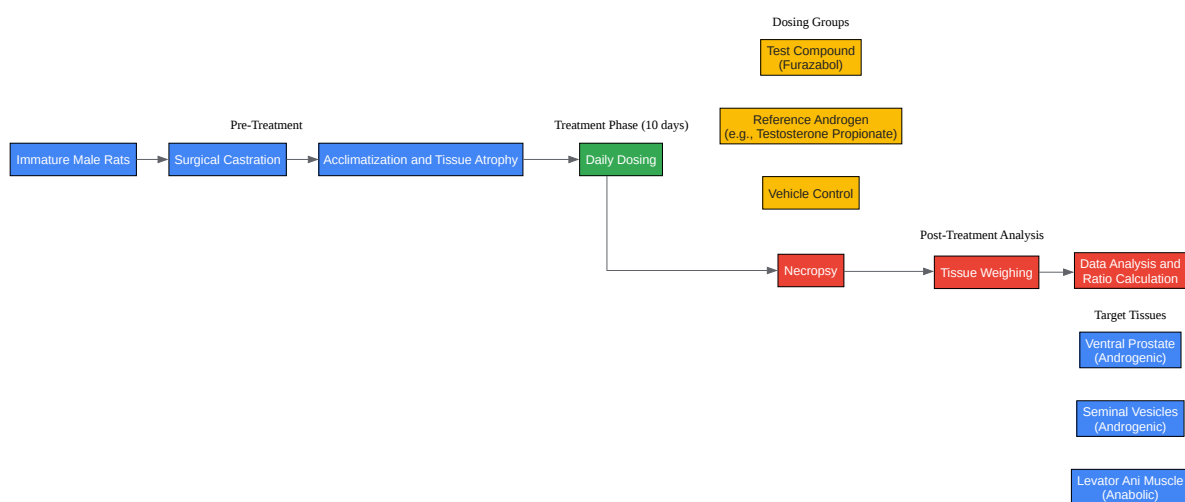 Dosing Groups
Test Compound
(Furazabol)
Reference Androgen
(e.g., Testosterone Propionate)
Vehicle Control
Pre-Treatment
Immature Male Rats
Surgical Castration
Acclimatization and Tissue Atrophy
Treatment Phase (10 days)
Daily Dosing
Post-Treatment Analysis
Necropsy
Tissue Weighing
Data Analysis and
Ratio Calculation
Target Tissues
Ventral Prostate
(Androgenic)
Seminal Vesicles
(Androgenic)
Levator Ani Muscle
(Anabolic)